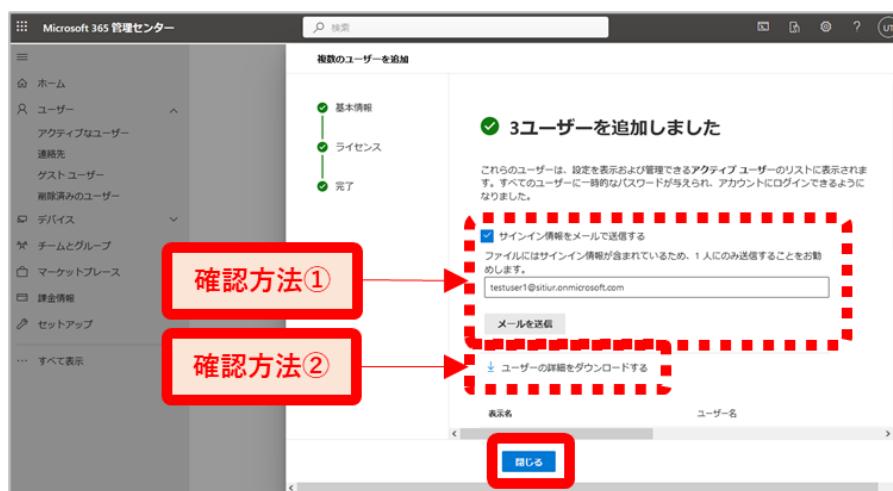 Microsoft 365 管理センター
検索
UT
複数のユーザーを追加
ホーム
ユーザー
アクティブなユーザー
連絡先
ゲスト ユーザー
削除済みのユーザー
デバイス
チームとグループ
マーケットプレース
課金情報
セットアップ
すべて表示
基本情報
ライセンス
完了
3ユーザーを追加しました
これらのユーザーは、設定を表示および管理できるアクティブ ユーザーのリストに表示されま
す。すべてのユーザーに一時的なパスワードが与えられ、アカウントにログインできるように
なりました。
確認方法①
サインイン情報をメールで送信する
ファイルにはサインイン情報が含まれているため、1 人にのみ送信することをお勧
めします。
testuser1@sitiur.onmicrosoft.com
メールを送信
確認方法②
ユーザーの詳細をダウンロードする
表示名
ユーザー名
閉じる